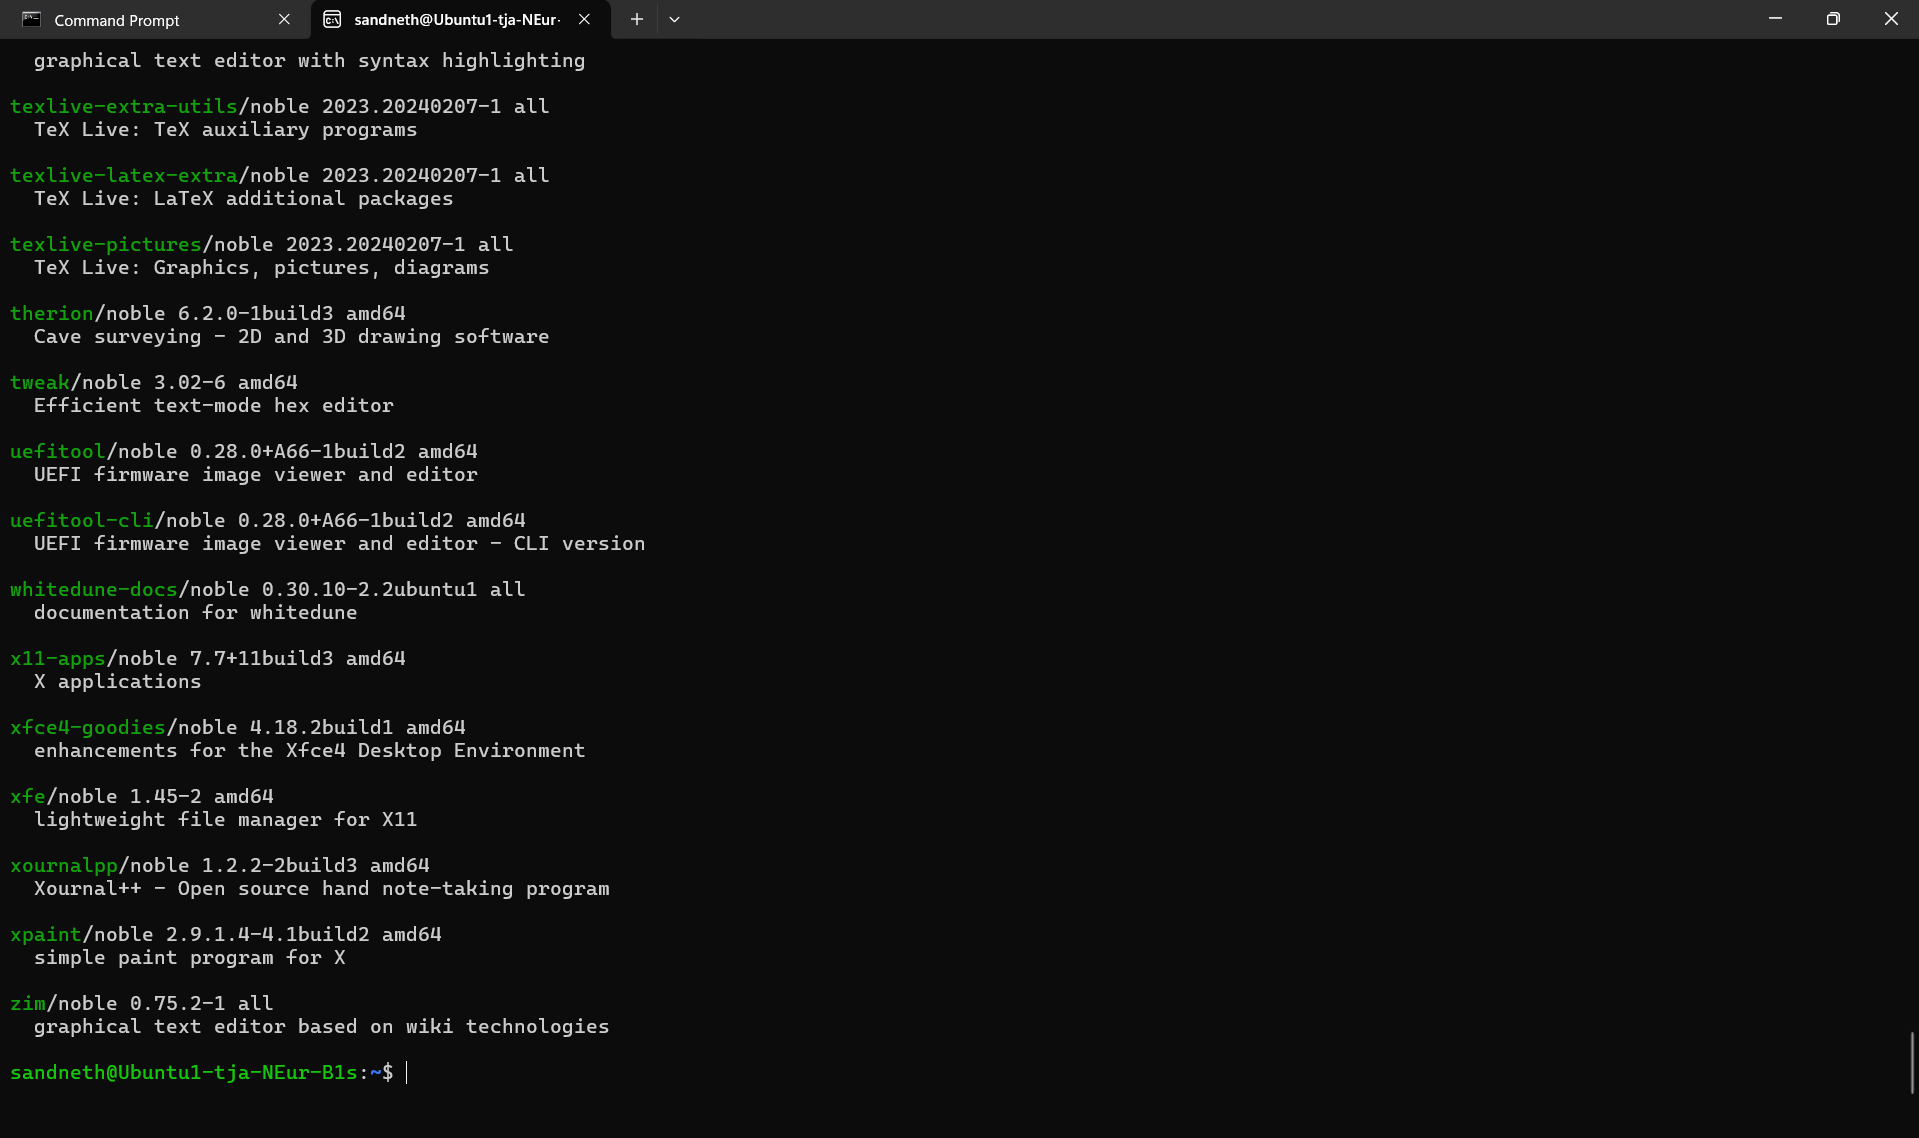 Command Prompt
sandneth@Ubuntu1-tja-NEur-
graphical text editor with syntax highlighting
texlive-extra-utils/noble 2023.20240207-1 all
TeX Live: TeX auxiliary programs
texlive-latex-extra/noble 2023.20240207-1 all
TeX Live: LaTeX additional packages
texlive-pictures/noble 2023.20240207-1 all
TeX Live: Graphics, pictures, diagrams
therion/noble 6.2.0-1build3 amd64
Cave surveying - 2D and 3D drawing software
tweak/noble 3.02-6 amd64
Efficient text-mode hex editor
uefitool/noble 0.28.0+A66-1build2 amd64
UEFI firmware image viewer and editor
uefitool-cli/noble 0.28.0+A66-1build2 amd64
UEFI firmware image viewer and editor - CLI version
whitedune-docs/noble 0.30.10-2.2ubuntu1 all
documentation for whitedune
x11-apps/noble 7.7+11build3 amd64
X applications
xfce4-goodies/noble 4.18.2build1 amd64
enhancements for the Xfce4 Desktop Environment
xfe/noble 1.45-2 amd64
lightweight file manager for X11
xournalpp/noble 1.2.2-2build3 amd64
Xournal++ - Open source hand note-taking program
xpaint/noble 2.9.1.4-4.1build2 amd64
simple paint program for X
zim/noble 0.75.2-1 all
graphical text editor based on wiki technologies
sandneth@Ubuntu1-tja-NEur-B1s:~$